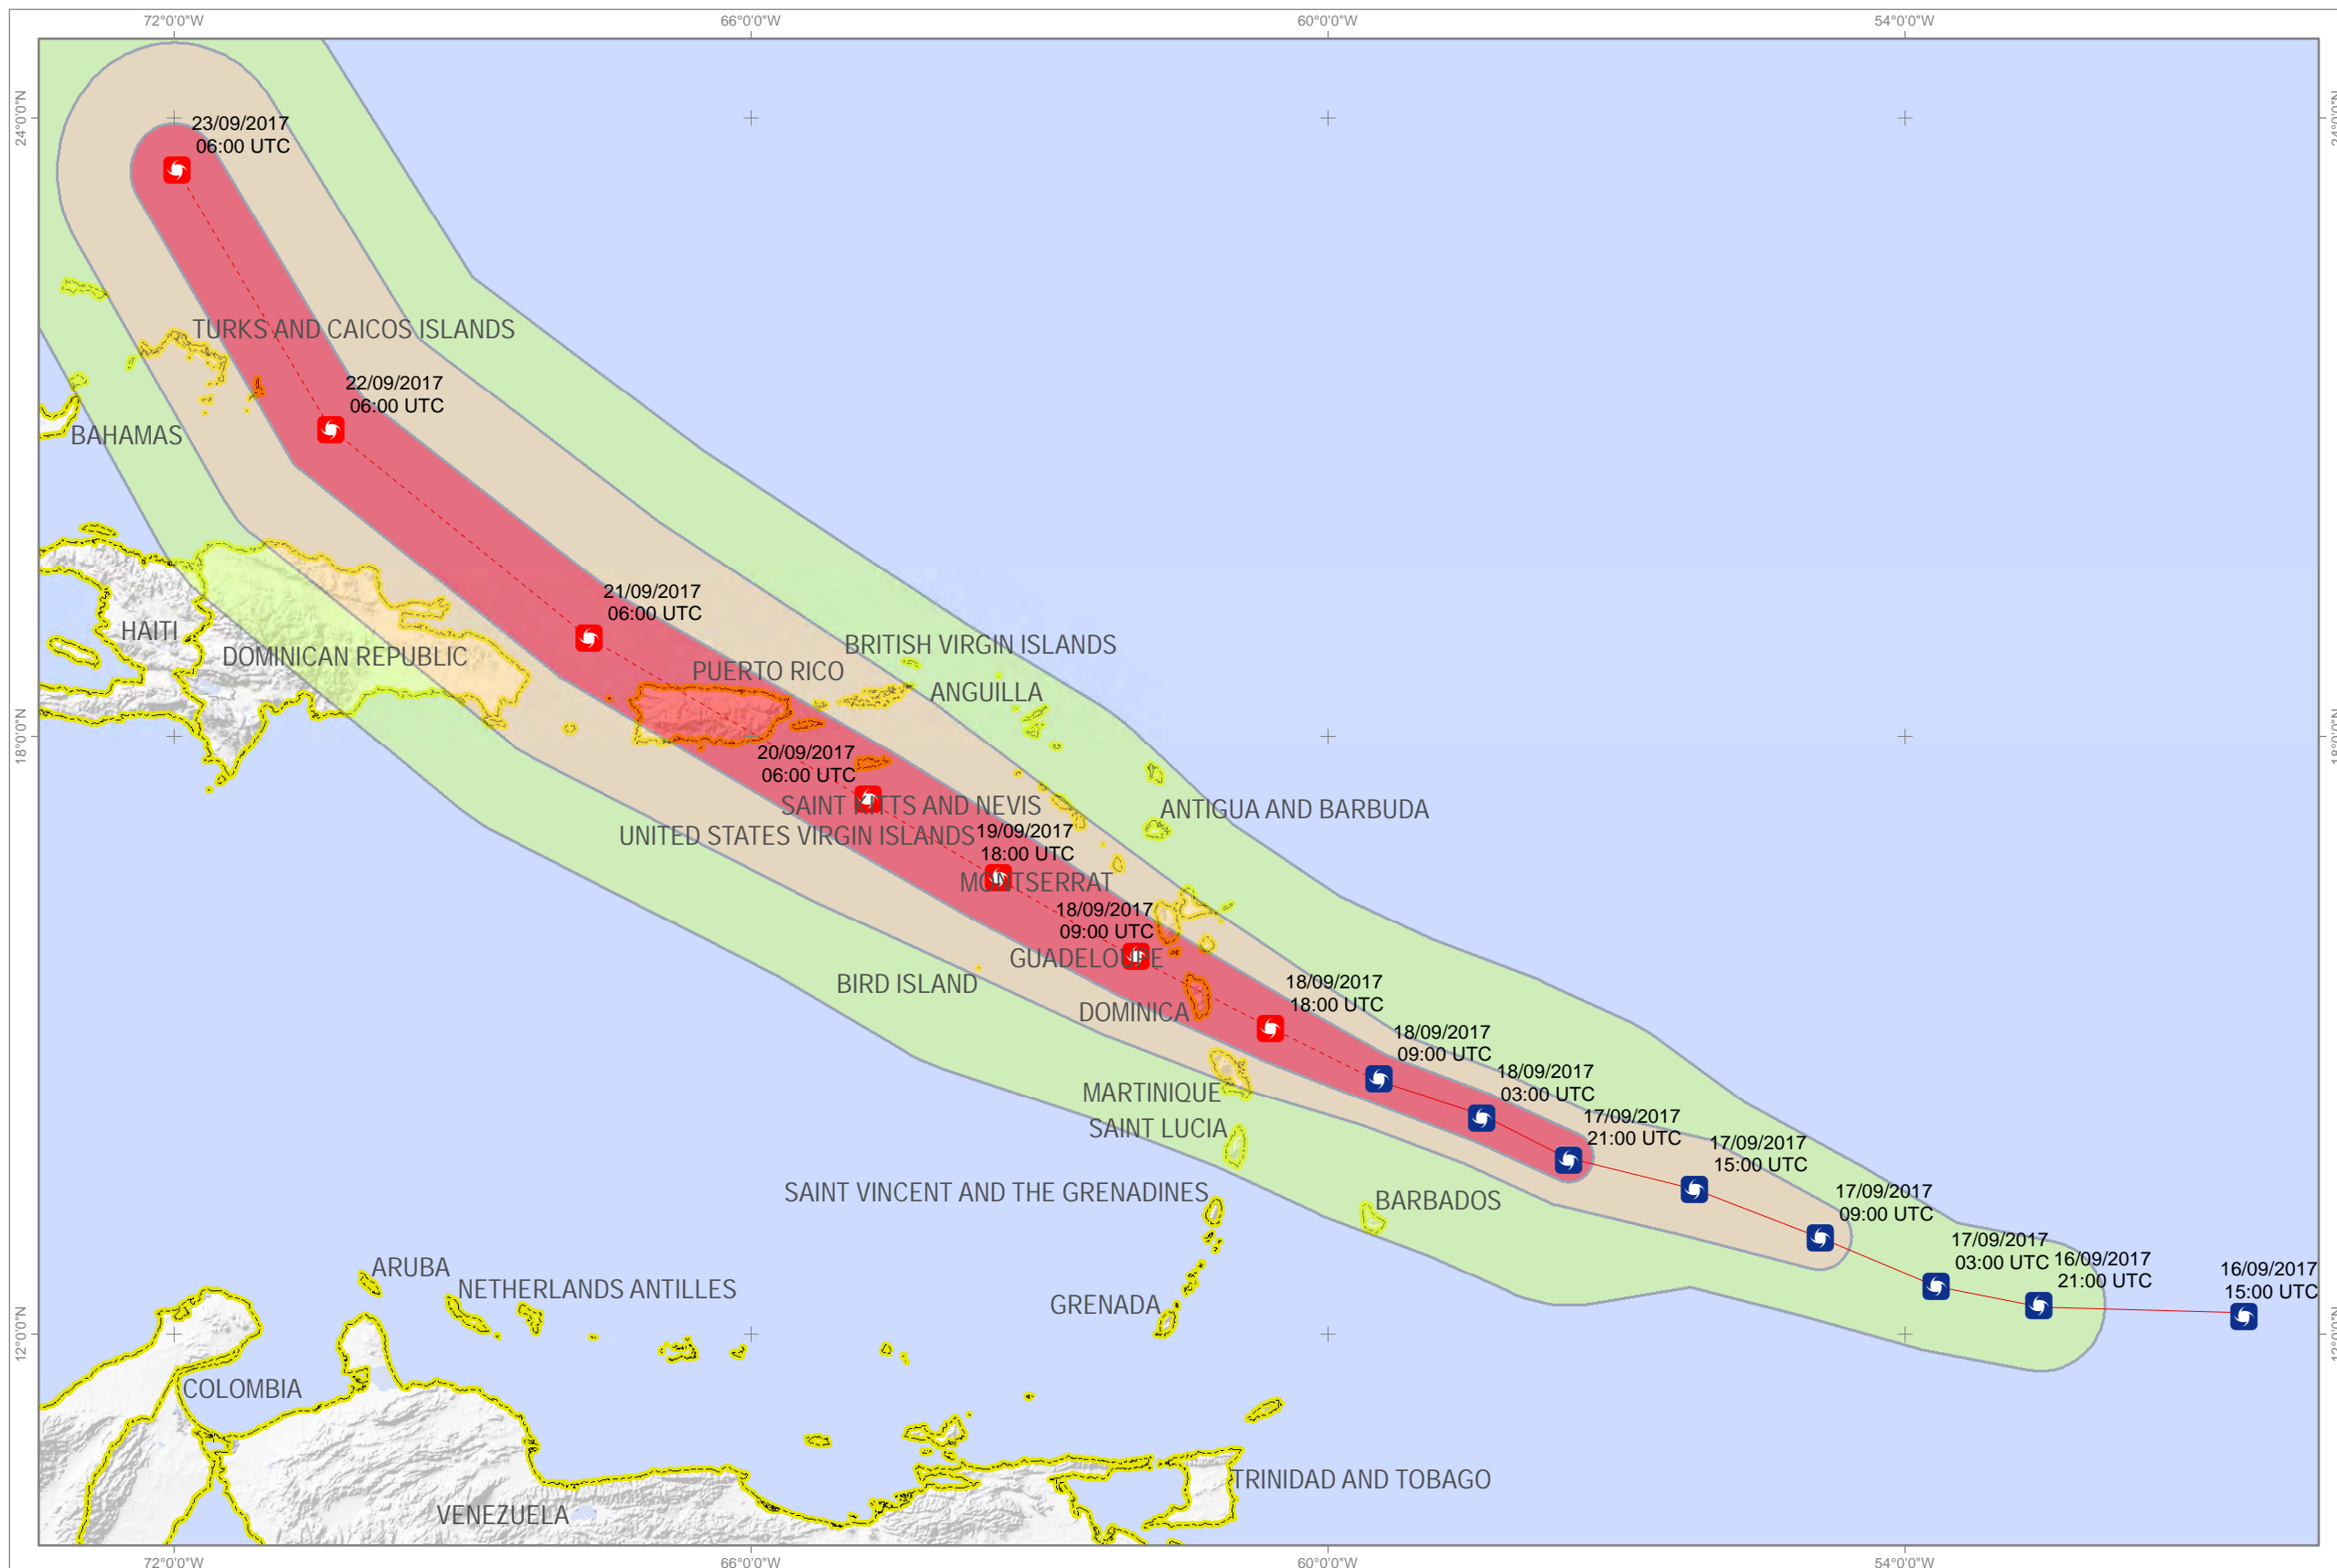 72°0'0"W
66°0'0"W
60°0'0"W
54°0'0"W
24°0'0"N
24°0'0"N
23/09/2017
06:00 UTC
TURKS AND CAICOS ISLANDS
22/09/2017
06:00 UTC
BAHAMAS
21/09/2017
06:00 UTC
HAITI
DOMINICAN REPUBLIC
BRITISH VIRGIN ISLANDS
PUERTO RICO
ANGUILLA
18°0'0"N
18°0'0"N
20/09/2017
06:00 UTC
SAINT KITTS AND NEVIS
ANTIGUA AND BARBUDA
UNITED STATES VIRGIN ISLANDS
19/09/2017
18:00 UTC
MONTSERRAT
18/09/2017
09:00 UTC
GUADELOUPE
BIRD ISLAND
18/09/2017
18:00 UTC
DOMINICA
18/09/2017
09:00 UTC
18/09/2017
03:00 UTC
MARTINIQUE
SAINT LUCIA
17/09/2017
21:00 UTC
17/09/2017
15:00 UTC
SAINT VINCENT AND THE GRENADINES
BARBADOS
17/09/2017
09:00 UTC
17/09/2017
03:00 UTC
16/09/2017
21:00 UTC
16/09/2017
15:00 UTC
ARUBA
NETHERLANDS ANTILLES
GRENADA
12°0'0"N
12°0'0"N
COLOMBIA
TRINIDAD AND TOBAGO
VENEZUELA
72°0'0"W
66°0'0"W
60°0'0"W
54°0'0"W